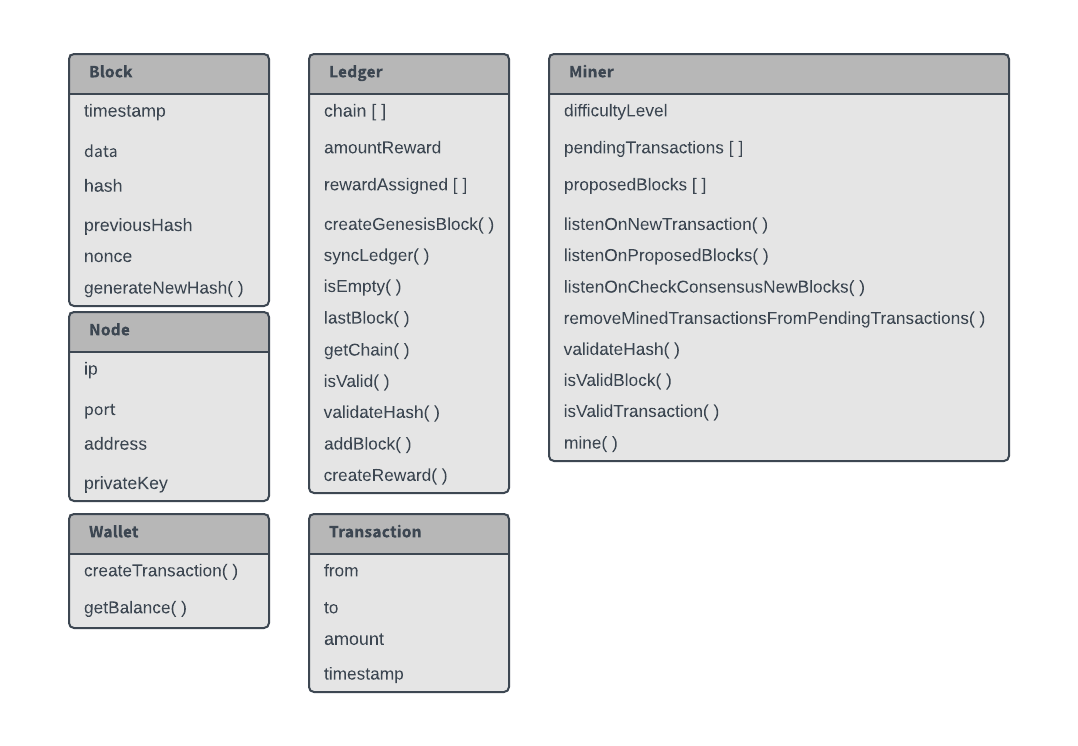 Block
timestamp
data
hash
previousHash
nonce
generateNewHash( )
Node
ip
port
address
privateKey
Wallet
createTransaction( )
getBalance( )
Ledger
chain [ ]
amountReward
rewardAssigned [ ]
createGenesisBlock( )
syncLedger( )
isEmpty( )
lastBlock( )
getChain( )
isValid( )
validateHash( )
addBlock( )
createReward( )
Transaction
from
to
amount
timestamp
Miner
difficultyLevel
pendingTransactions [ ]
proposedBlocks [ ]
listenOnNewTransaction( )
listenOnProposedBlocks( )
listenOnCheckConsensusNewBlocks( )
removeMinedTransactionsFromPendingTransactions( )
validateHash( )
isValidBlock( )
isValidTransaction( )
mine( )